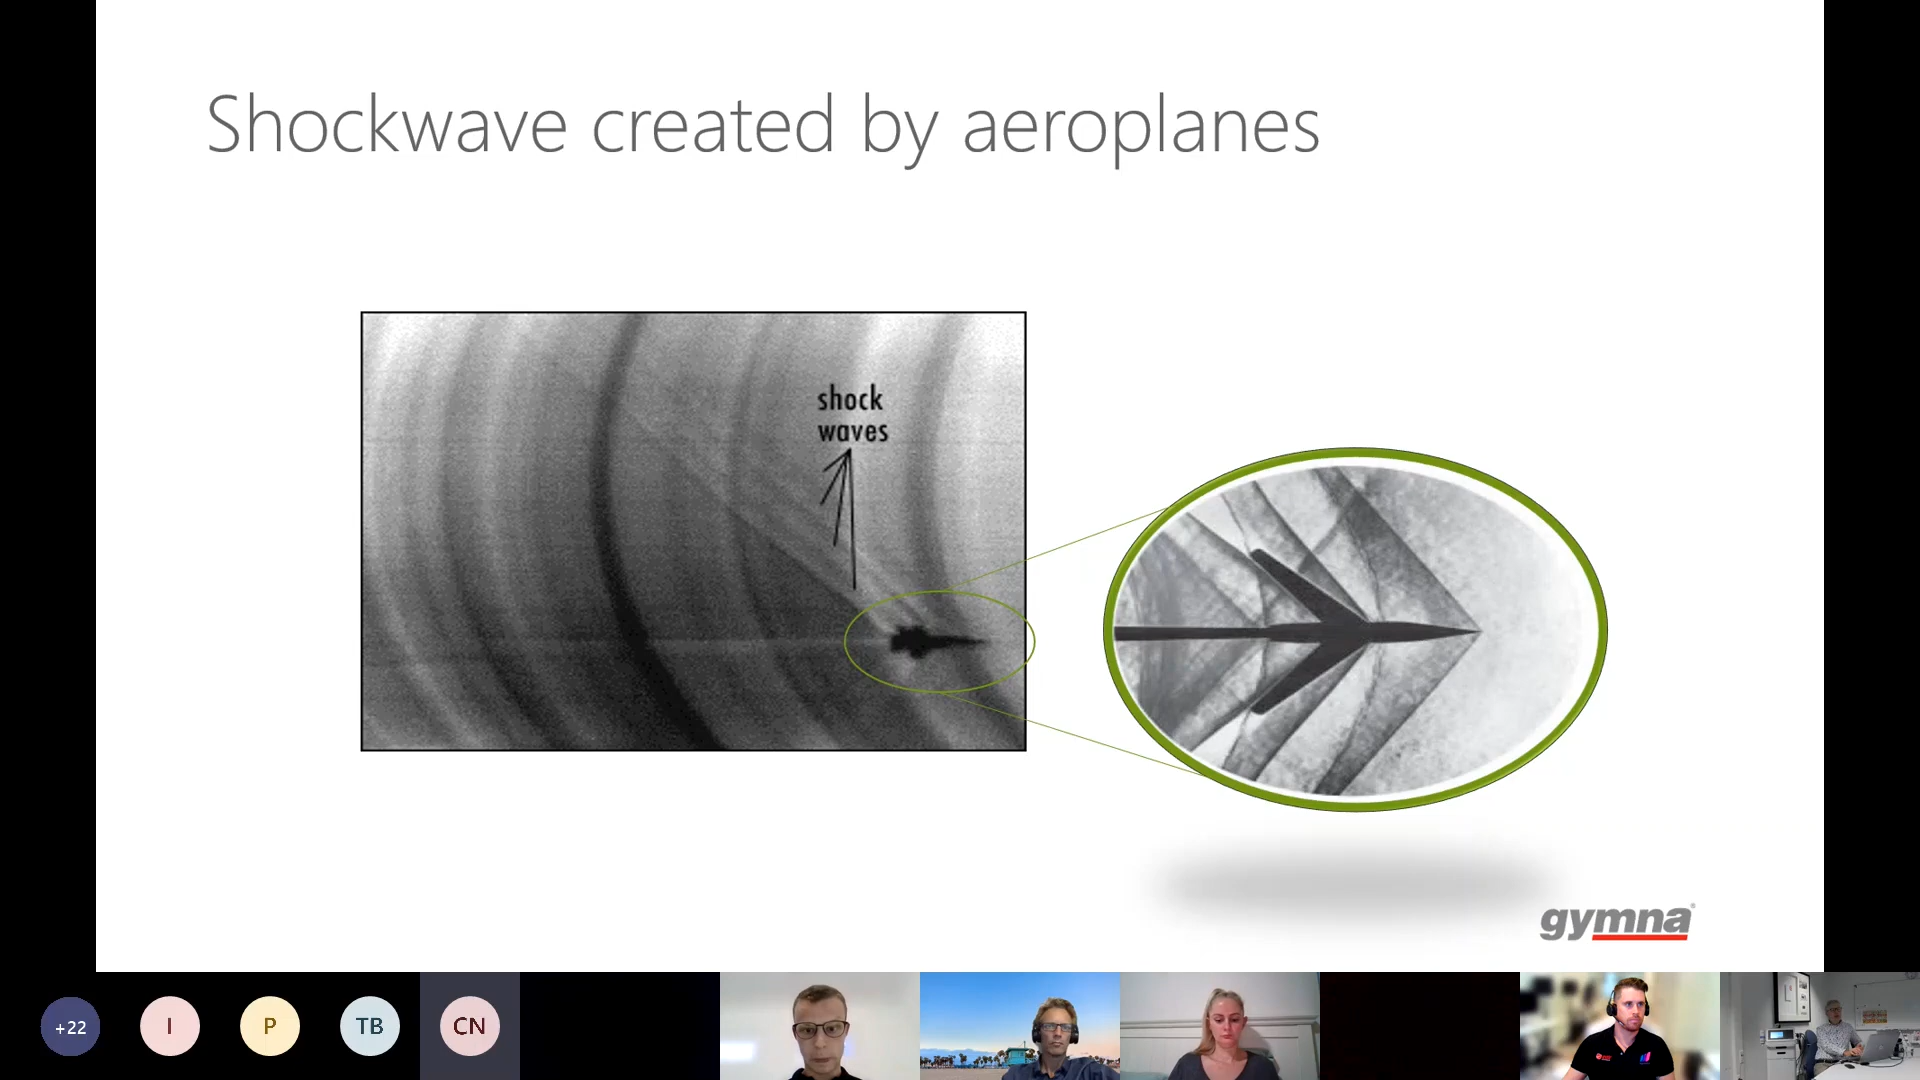 Shockwave created by aeroplanes
shock
waves
gymna®
+22
I
P
TB
CN